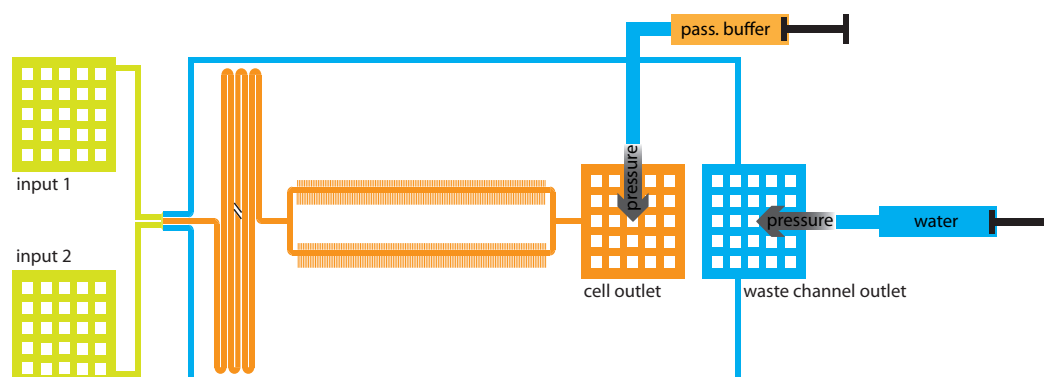 pass. buffer
input 1
pressure
pressure
water
input 2
cell outlet
waste channel outlet